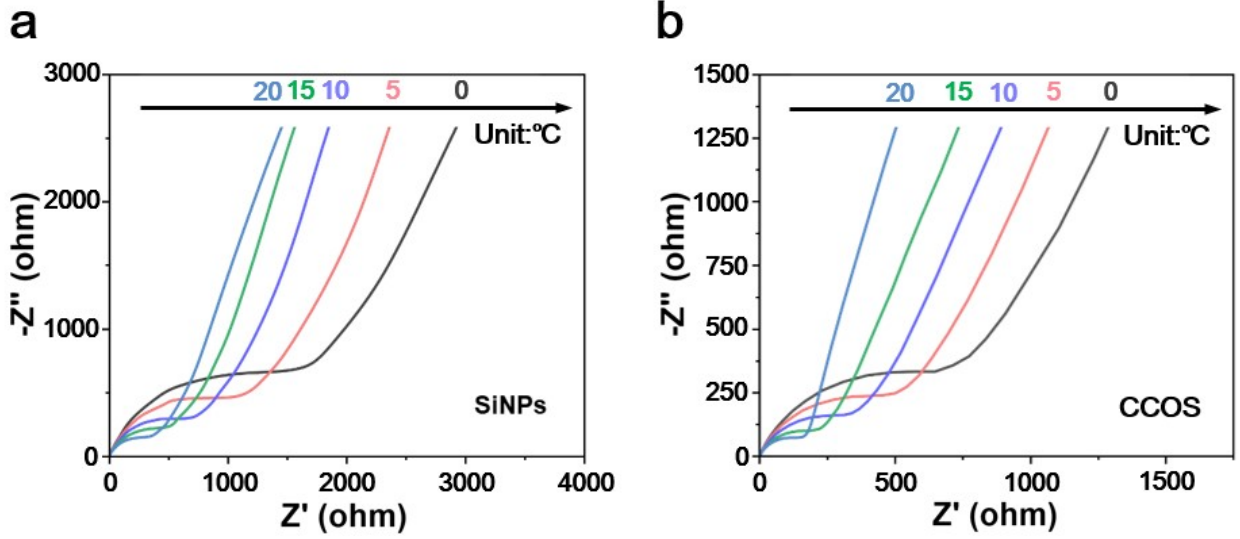 a
3000
2000
1000
0
-Z'' (ohm)
20 15 10 5 0
Unit:ºC
SiNPs
0 1000 2000 3000 4000
Z' (ohm)
b
1500
1250
1000
750
500
250
0
-Z'' (ohm)
20 15 10 5 0
Unit:ºC
CCOS
0 500 1000 1500
Z' (ohm)